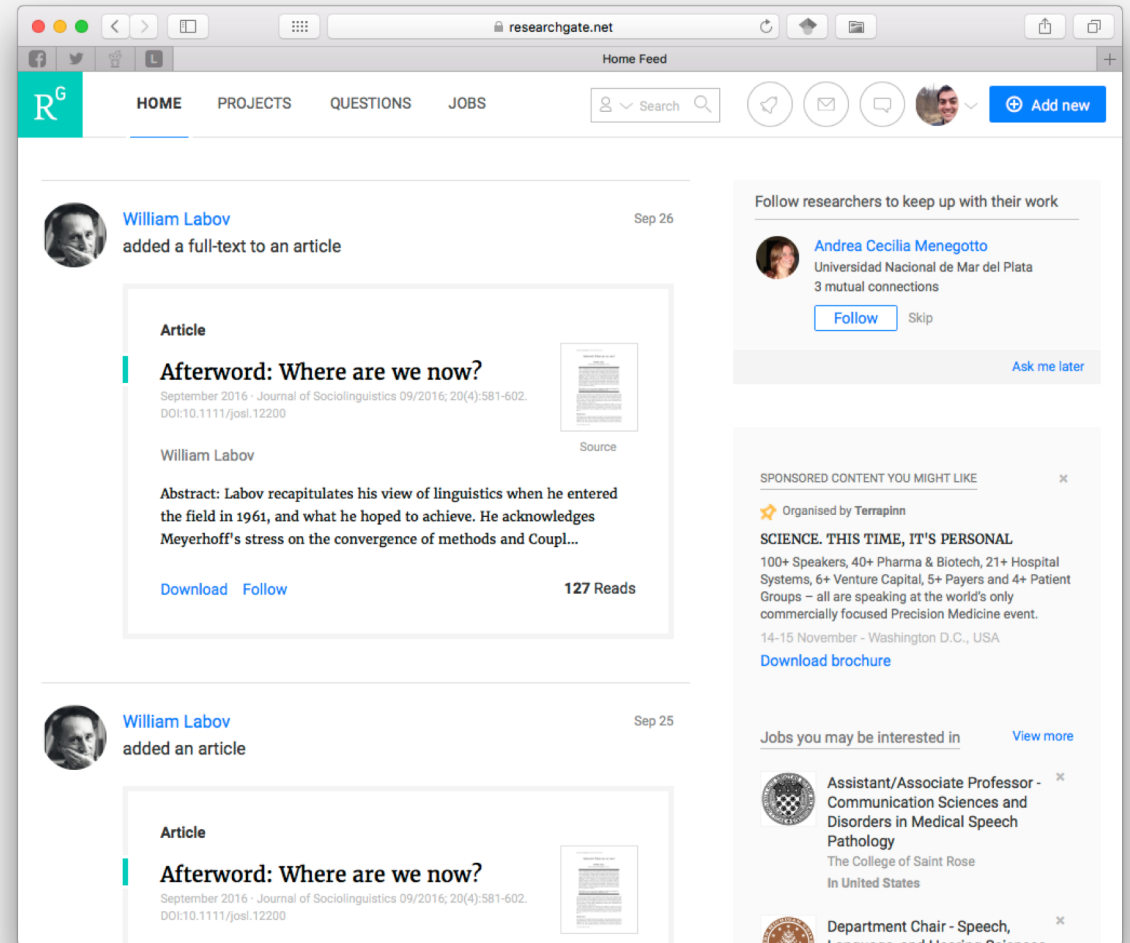 researchgate.net
L
Home Feed
RG
HOME
PROJECTS
QUESTIONS
JOBS
Search
Add new
William Labov
Sep 26
added a full-text to an article
Article
Afterword: Where are we now?
September 2016 · Journal of Sociolinguistics 09/2016; 20(4):581-602.
DOI:10.1111/josl.12200
Source
William Labov
Abstract: Labov recapitulates his view of linguistics when he entered
the field in 1961, and what he hoped to achieve. He acknowledges
Meyerhoff's stress on the convergence of methods and Coupl...
Download Follow
127 Reads
William Labov
Sep 25
added an article
Article
Afterword: Where are we now?
September 2016 · Journal of Sociolinguistics 09/2016; 20(4):581-602.
DOI:10.1111/josl.12200
Follow researchers to keep up with their work
Andrea Cecilia Menegotto
Universidad Nacional de Mar del Plata
3 mutual connections
Follow Skip
Ask me later
SPONSORED CONTENT YOU MIGHT LIKE
Organised by Terrapinn
SCIENCE. THIS TIME, IT'S PERSONAL
100+ Speakers, 40+ Pharma & Biotech, 21+ Hospital
Systems, 6+ Venture Capital, 5+ Payers and 4+ Patient
Groups – all are speaking at the world's only
commercially focused Precision Medicine event.
14-15 November - Washington D.C., USA
Download brochure
Jobs you may be interested in
View more
Assistant/Associate Professor -
Communication Sciences and
Disorders in Medical Speech
Pathology
The College of Saint Rose
In United States
Department Chair - Speech,
Language, and Hearing Sciences